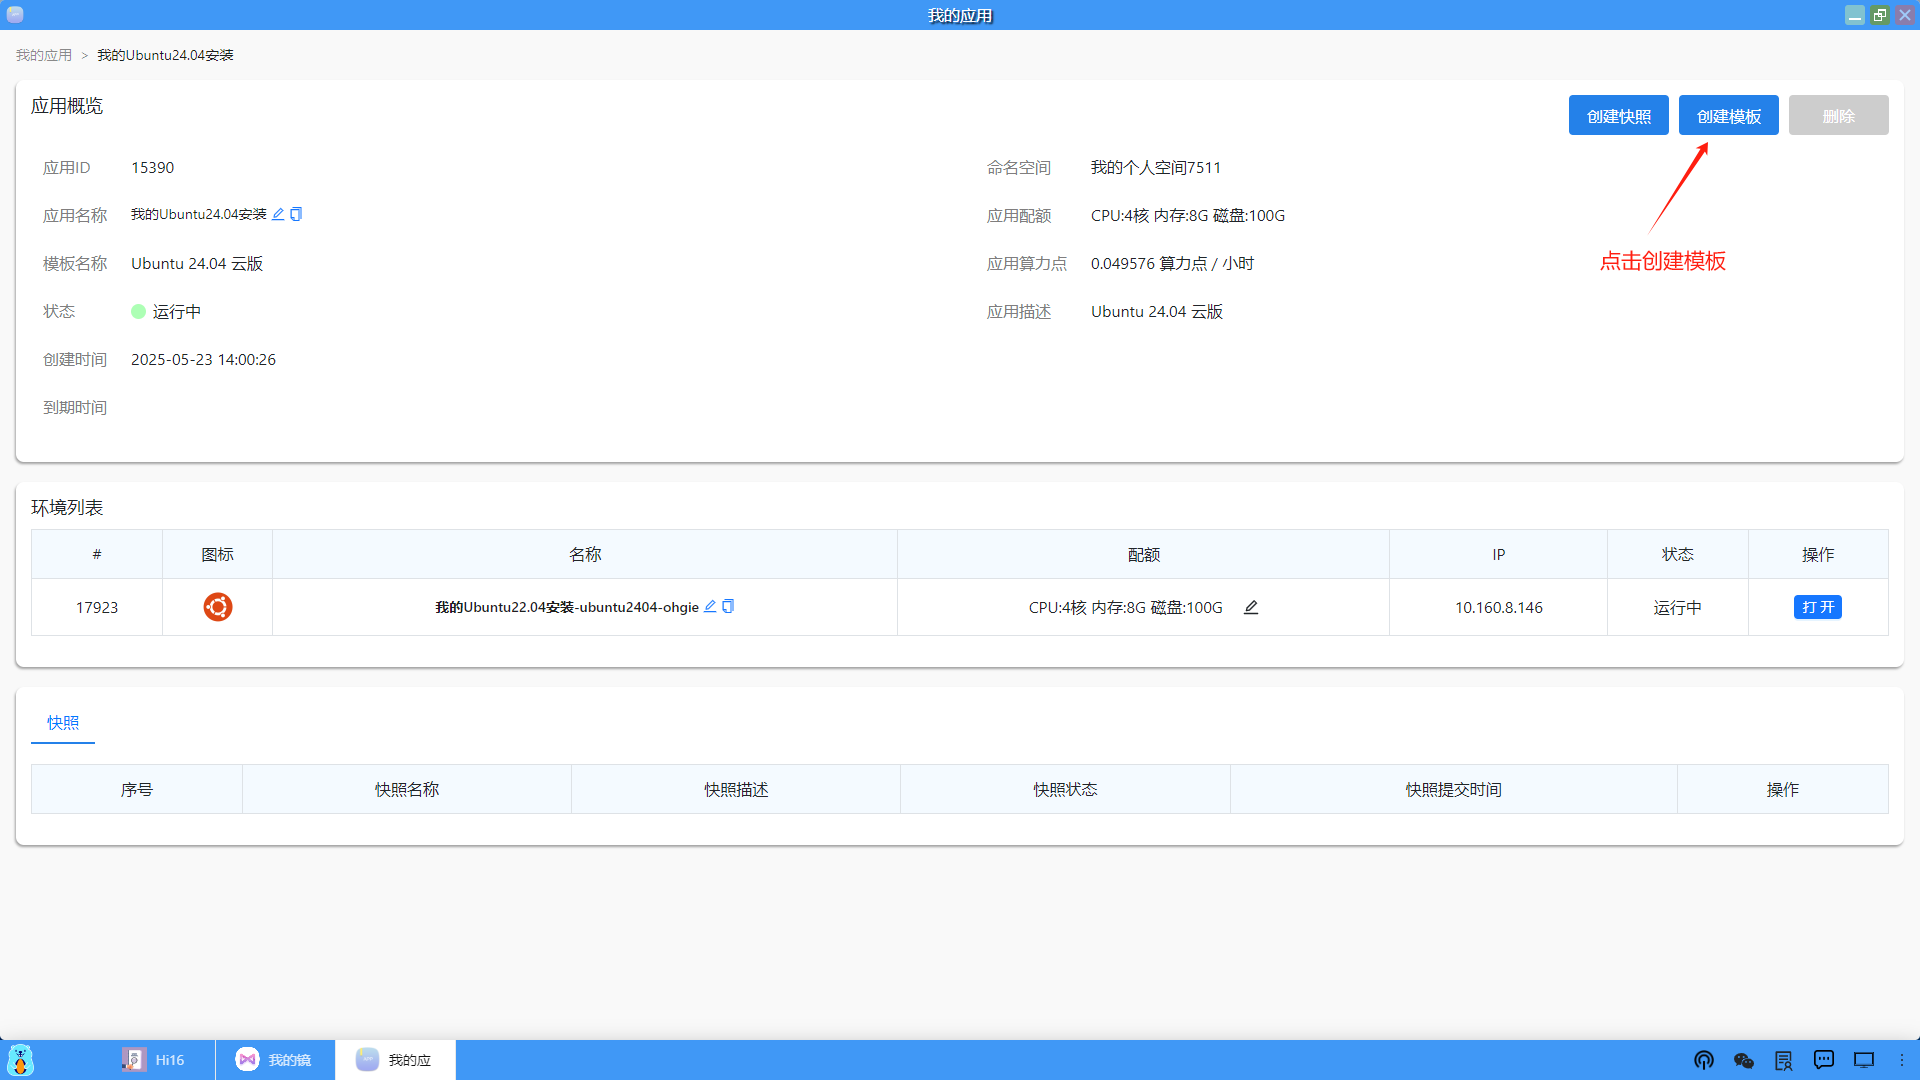 我的应用
我的应用 > 我的Ubuntu24.04安装
应用概览
创建快照 创建模板 删除
应用ID 15390 命名空间 我的个人空间7511
应用名称 我的Ubuntu24.04安装 应用配额 CPU:4核 内存:8G 磁盘:100G
模板名称 Ubuntu 24.04 云版 应用算力点 0.049576 算力点 / 小时
点击创建模板
状态 运行中 应用描述 Ubuntu 24.04 云版
创建时间 2025-05-23 14:00:26
到期时间
环境列表
# 图标 名称 配额 IP 状态 操作
17923 我的Ubuntu22.04安装-ubuntu2404-ohgie CPU:4核 内存:8G 磁盘:100G 10.160.8.146 运行中 打 开
快照
序号 快照名称 快照描述 快照状态 快照提交时间 操作
Hi16 我的镜 我的应